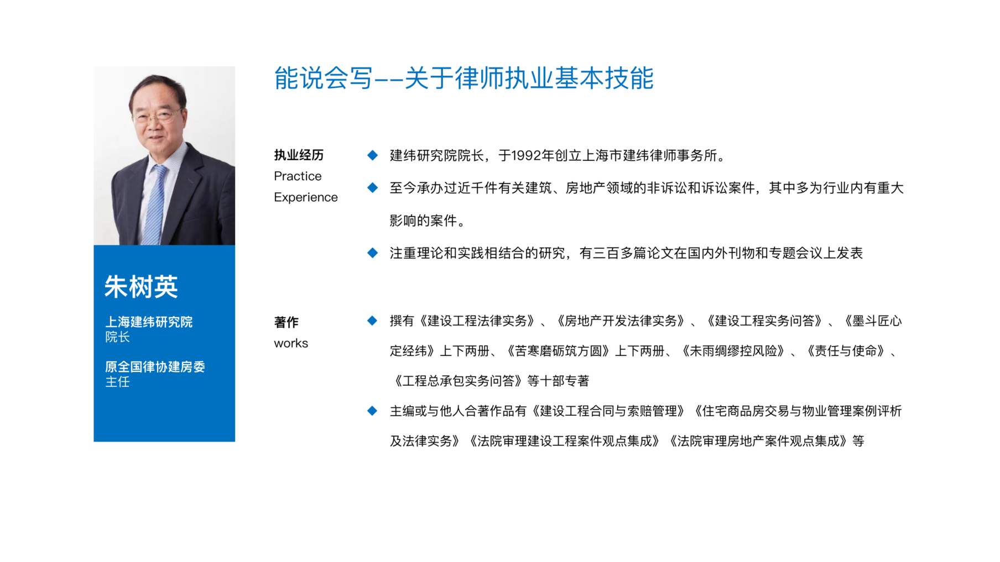 能说会写--关于律师执业基本技能
朱树英
上海建纬研究院
院长
原全国律协建房委
主任
执业经历
Practice
Experience
建纬研究院院长，于1992年创立上海市建纬律师事务所。
至今承办过近千件有关建筑、房地产领域的非诉讼和诉讼案件，其中多为行业内有重大
影响的案件。
注重理论和实践相结合的研究，有三百多篇论文在国内外刊物和专题会议上发表
著作
works
撰有《建设工程法律实务》、《房地产开发法律实务》、《建设工程实务问答》、《墨斗匠心
定经纬》上下两册、《苦寒磨砺筑方圆》上下两册、《未雨绸缪控风险》、《责任与使命》、
《工程总承包实务问答》等十部专著
主编或与他人合著作品有《建设工程合同与索赔管理》《住宅商品房交易与物业管理案例评析
及法律实务》《法院审理建设工程案件观点集成》《法院审理房地产案件观点集成》等